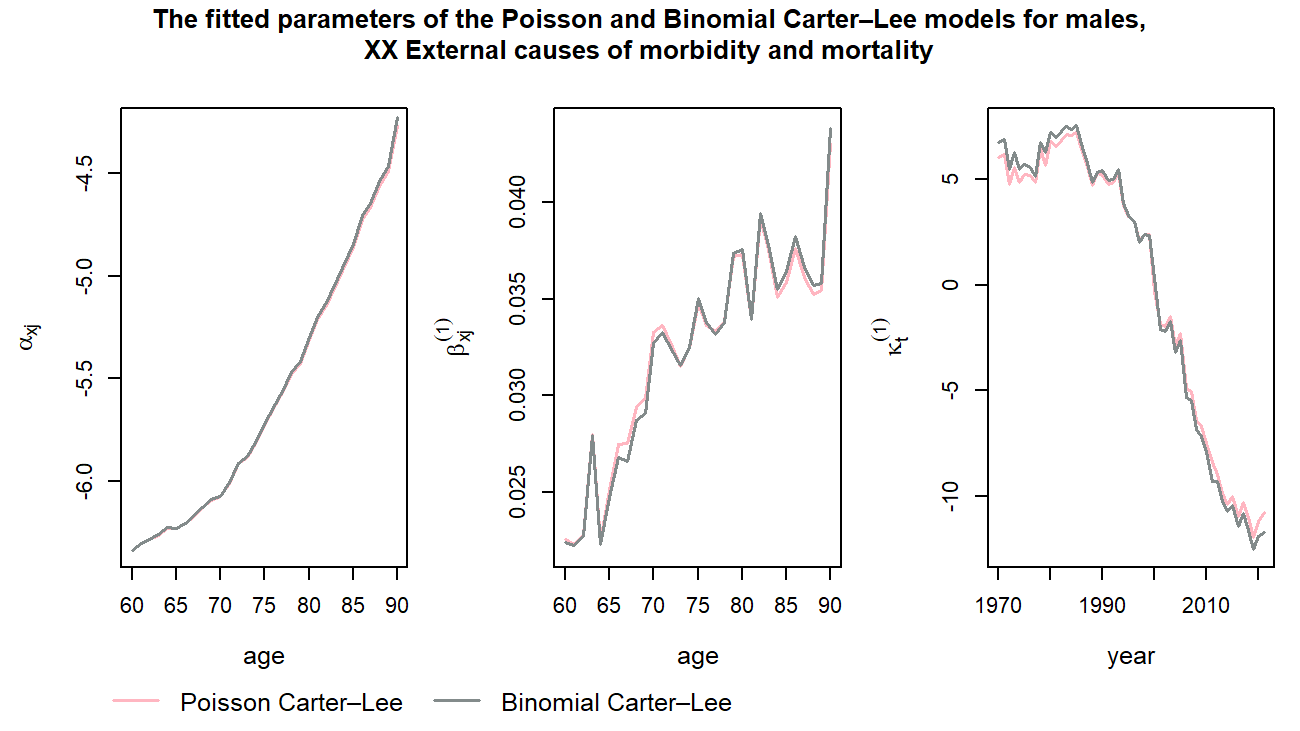 The fitted parameters of the Poisson and Binomial Carter–Lee models for males,
XX External causes of morbidity and mortality
αxj
-4.5
-5.0
-5.5
-6.0
60 65 70 75 80 85 90
age
βxj(1)
0.040
0.035
0.030
0.025
60 65 70 75 80 85 90
age
κt(1)
5
0
-5
-10
1970 1990 2010
year
Poisson Carter–Lee Binomial Carter–Lee